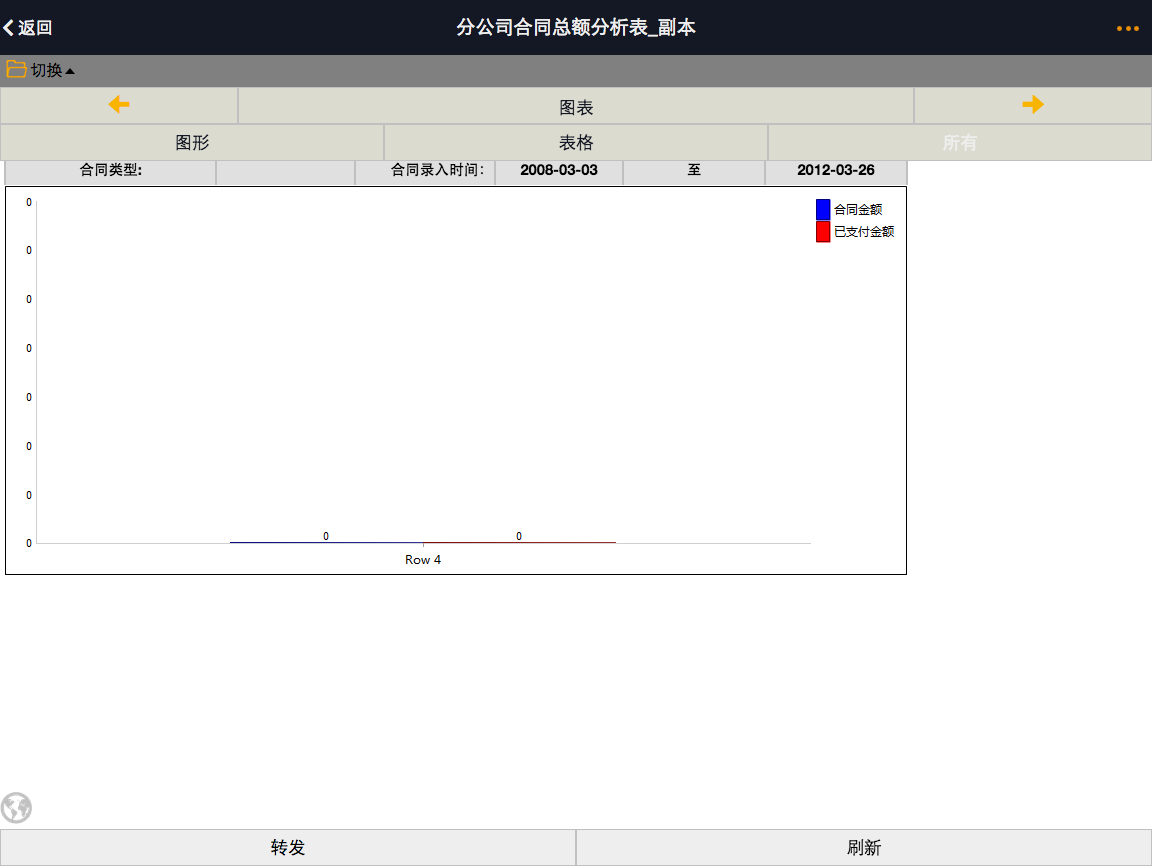 返回
分公司合同总额分析表_副本
切换
图表
图形 表格 所有
合同类型: 合同录入时间: 2008-03-03 至 2012-03-26
0
合同金额
已支付金额
0
0
0
0
0
0
0 0
0
Row 4
转发 刷新